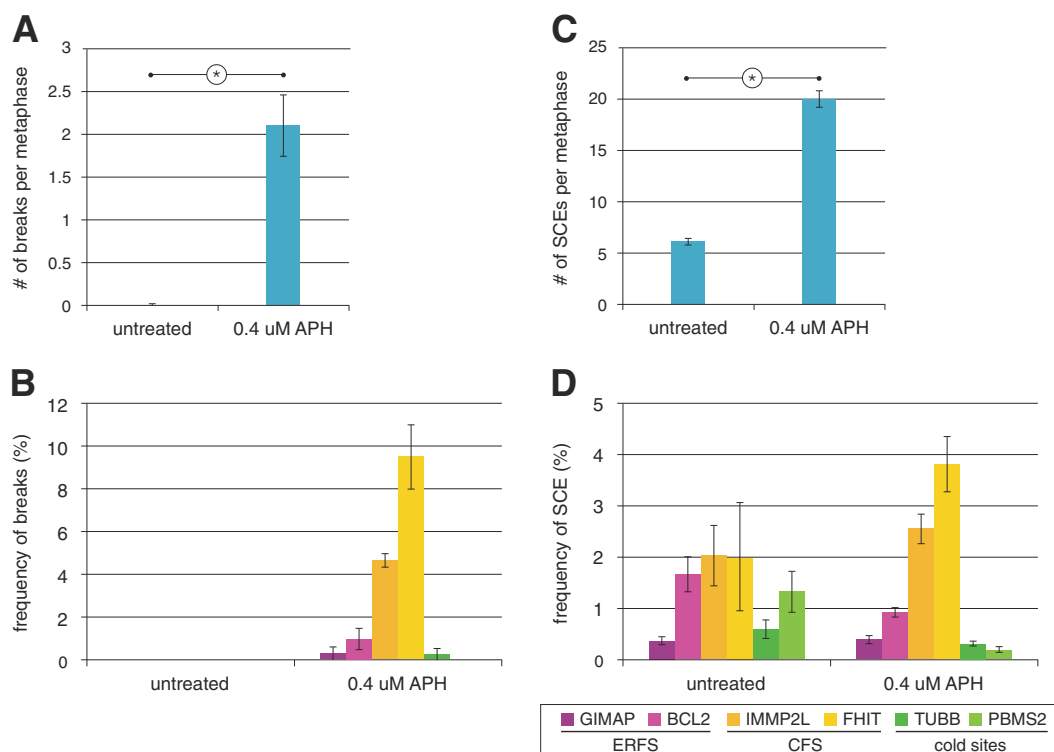 A
# of breaks per metaphase
3
2.5
2
1.5
1
0.5
0
*
untreated 0.4 uM APH
C
# of SCEs per metaphase
25
20
15
10
5
0
*
untreated 0.4 uM APH
B
frequency of breaks (%)
12
10
8
6
4
2
0
untreated 0.4 uM APH
D
frequency of SCE (%)
5
4
3
2
1
0
untreated 0.4 uM APH
GIMAP BCL2 IMMP2L FHIT TUBB PBMS2
ERFS CFS cold sites